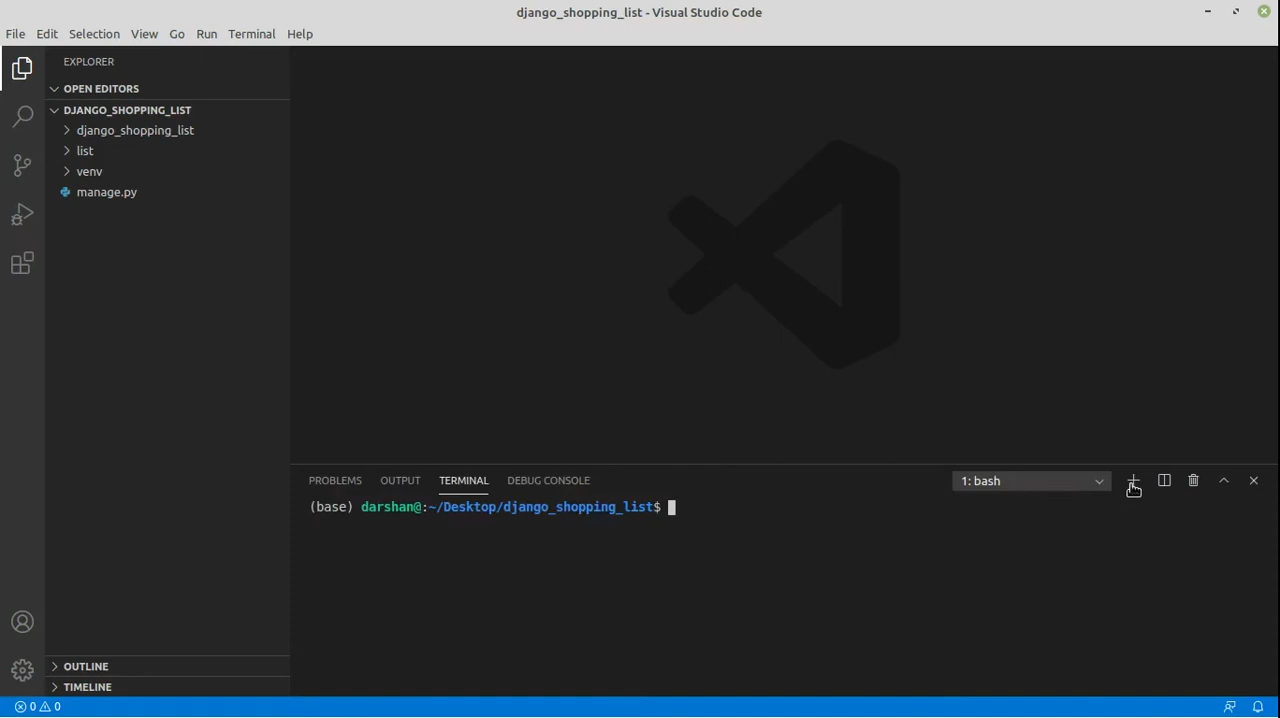 django_shopping_list - Visual Studio Code
File Edit Selection View Go Run Terminal Help
EXPLORER
OPEN EDITORS
DJANGO_SHOPPING_LIST
django_shopping_list
list
venv
manage.py
PROBLEMS OUTPUT TERMINAL DEBUG CONSOLE 1: bash
(base) darshan@:~/Desktop/django_shopping_list$
OUTLINE
TIMELINE
0 0